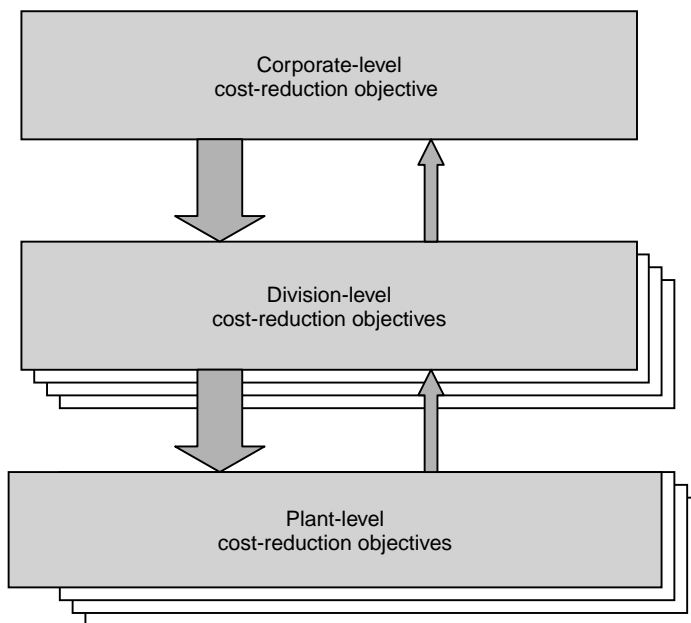 Corporate-level
cost-reduction objective
Division-level
cost-reduction objectives
Plant-level
cost-reduction objectives